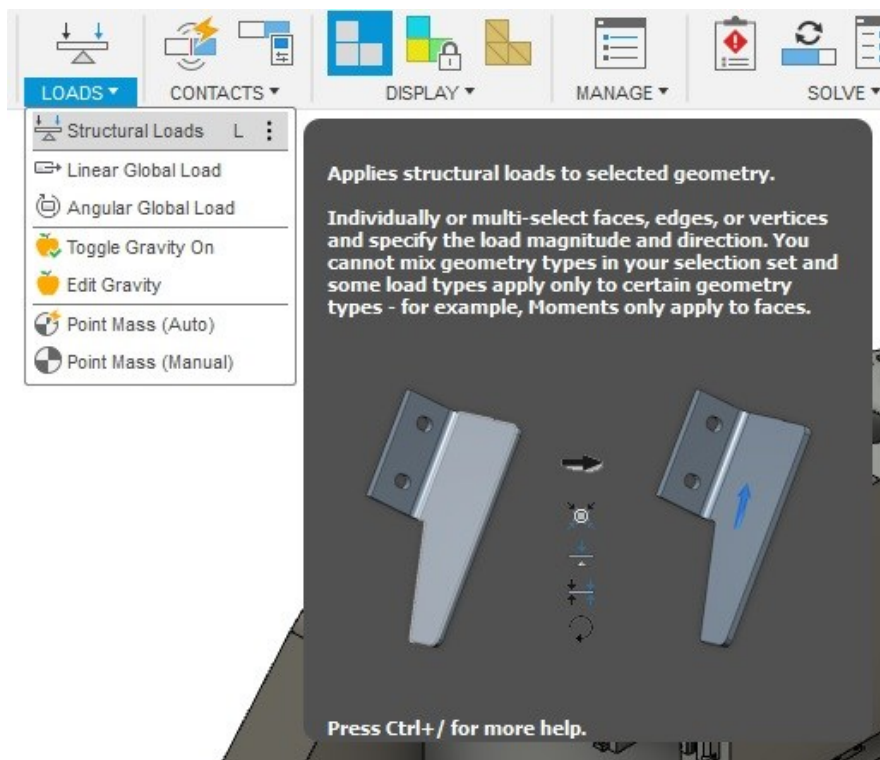 LOADS
CONTACTS
DISPLAY
MANAGE
SOLVE
Structural Loads L
Linear Global Load
Angular Global Load
Toggle Gravity On
Edit Gravity
Point Mass (Auto)
Point Mass (Manual)
Applies structural loads to selected geometry.
Individually or multi-select faces, edges, or vertices
and specify the load magnitude and direction. You
cannot mix geometry types in your selection set and
some load types apply only to certain geometry
types - for example, Moments only apply to faces.
Press Ctrl+/ for more help.